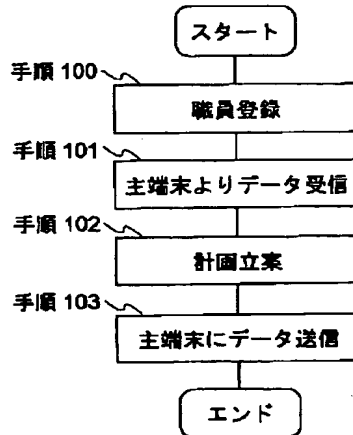 スタート
手順 100
職員登録
手順 101
主端末よりデータ受信
手順 102
計画立案
手順 103
主端末にデータ送信
エンド